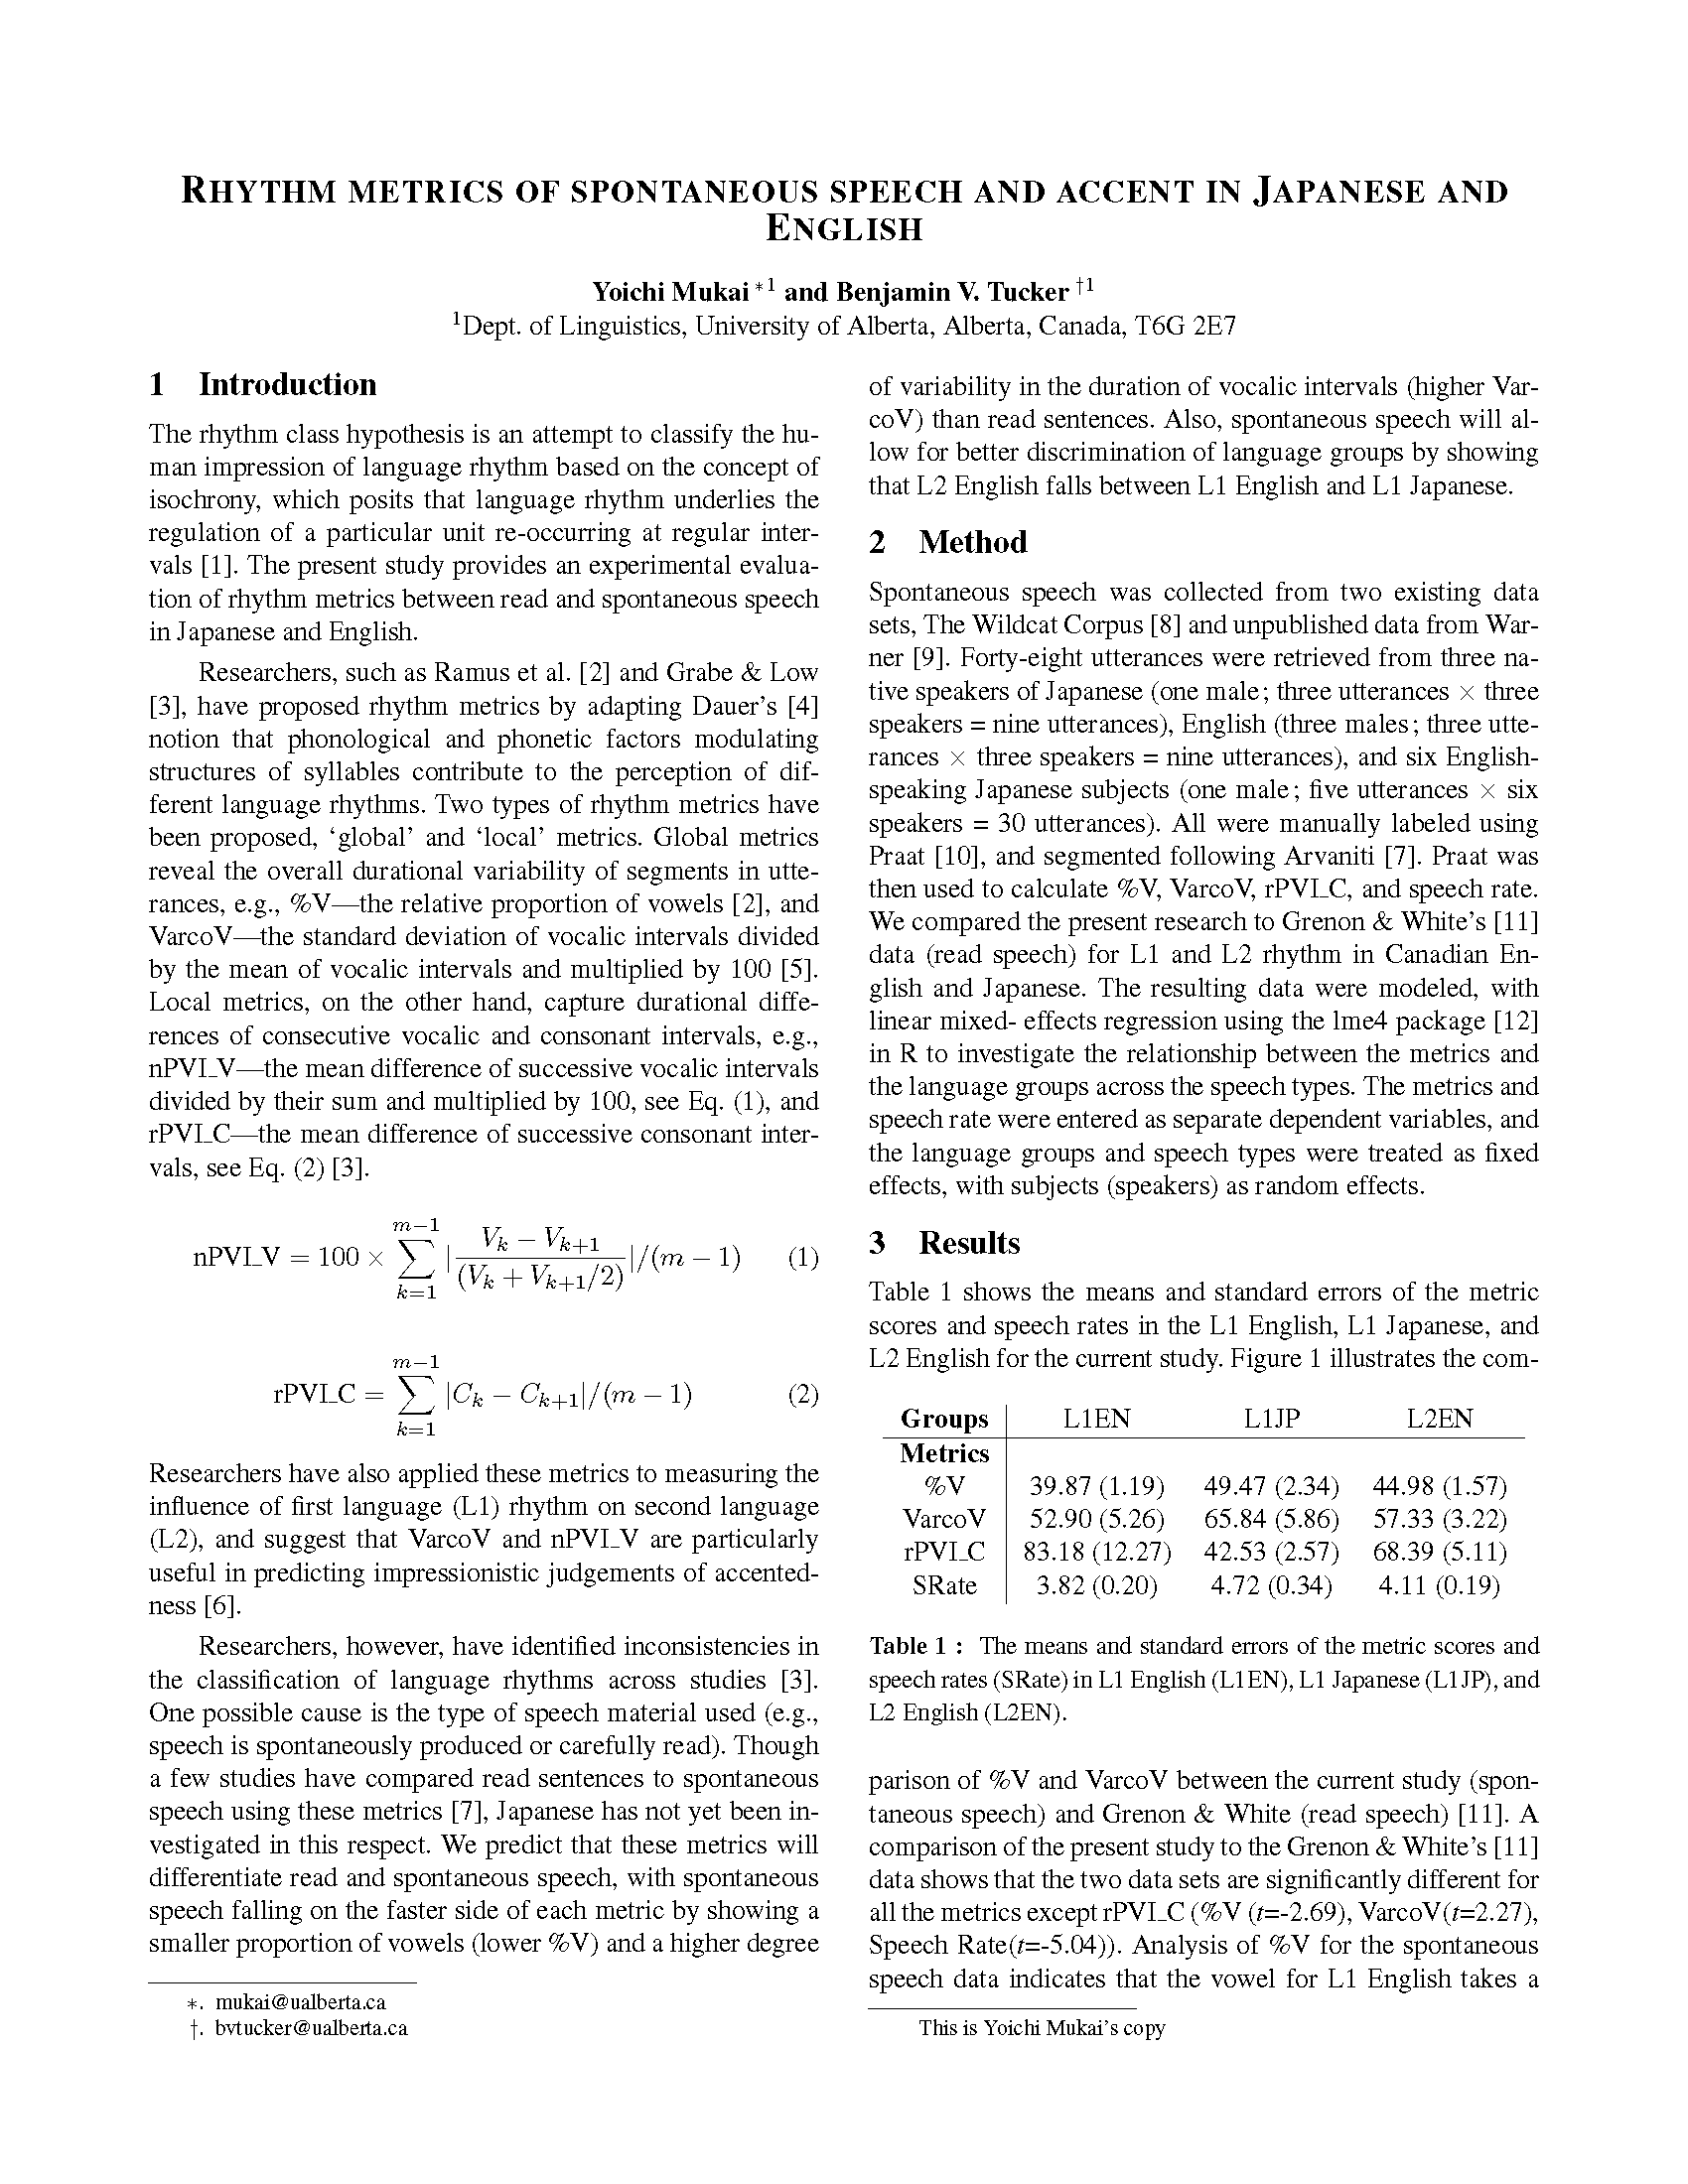 RHYTHM METRICS OF SPONTANEOUS SPEECH AND ACCENT IN JAPANESE AND
ENGLISH
Yoichi Mukai *1 and Benjamin V. Tucker †1
1Dept. of Linguistics, University of Alberta, Alberta, Canada, T6G 2E7
1 Introduction
The rhythm class hypothesis is an attempt to classify the hu-
man impression of language rhythm based on the concept of
isochrony, which posits that language rhythm underlies the
regulation of a particular unit re-occurring at regular inter-
vals [1]. The present study provides an experimental evalua-
tion of rhythm metrics between read and spontaneous speech
in Japanese and English.
Researchers, such as Ramus et al. [2] and Grabe & Low
[3], have proposed rhythm metrics by adapting Dauer's [4]
notion that phonological and phonetic factors modulating
structures of syllables contribute to the perception of dif-
ferent language rhythms. Two types of rhythm metrics have
been proposed, 'global' and 'local' metrics. Global metrics
reveal the overall durational variability of segments in utte-
rances, e.g., %V—the relative proportion of vowels [2], and
VarcoV—the standard deviation of vocalic intervals divided
by the mean of vocalic intervals and multiplied by 100 [5].
Local metrics, on the other hand, capture durational diffe-
rences of consecutive vocalic and consonant intervals, e.g.,
nPVI_V—the mean difference of successive vocalic intervals
divided by their sum and multiplied by 100, see Eq. (1), and
rPVI_C—the mean difference of successive consonant inter-
vals, see Eq. (2) [3].
nPVI_V = 100 × ∑_{k=1}^{m−1} |(V_k − V_{k+1})/(V_k + V_{k+1}/2)|/(m − 1) (1)
rPVI_C = ∑_{k=1}^{m−1} |C_k − C_{k+1}|/(m − 1) (2)
Researchers have also applied these metrics to measuring the
influence of first language (L1) rhythm on second language
(L2), and suggest that VarcoV and nPVI_V are particularly
useful in predicting impressionistic judgements of accented-
ness [6].
Researchers, however, have identified inconsistencies in
the classification of language rhythms across studies [3].
One possible cause is the type of speech material used (e.g.,
speech is spontaneously produced or carefully read). Though
a few studies have compared read sentences to spontaneous
speech using these metrics [7], Japanese has not yet been in-
vestigated in this respect. We predict that these metrics will
differentiate read and spontaneous speech, with spontaneous
speech falling on the faster side of each metric by showing a
smaller proportion of vowels (lower %V) and a higher degree
*. mukai@ualberta.ca
†. bvtucker@ualberta.ca
of variability in the duration of vocalic intervals (higher Var-
coV) than read sentences. Also, spontaneous speech will al-
low for better discrimination of language groups by showing
that L2 English falls between L1 English and L1 Japanese.
2 Method
Spontaneous speech was collected from two existing data
sets, The Wildcat Corpus [8] and unpublished data from War-
ner [9]. Forty-eight utterances were retrieved from three na-
tive speakers of Japanese (one male; three utterances × three
speakers = nine utterances), English (three males; three utte-
rances × three speakers = nine utterances), and six English-
speaking Japanese subjects (one male; five utterances × six
speakers = 30 utterances). All were manually labeled using
Praat [10], and segmented following Arvaniti [7]. Praat was
then used to calculate %V, VarcoV, rPVI_C, and speech rate.
We compared the present research to Grenon & White's [11]
data (read speech) for L1 and L2 rhythm in Canadian En-
glish and Japanese. The resulting data were modeled, with
linear mixed- effects regression using the lme4 package [12]
in R to investigate the relationship between the metrics and
the language groups across the speech types. The metrics and
speech rate were entered as separate dependent variables, and
the language groups and speech types were treated as fixed
effects, with subjects (speakers) as random effects.
3 Results
Table 1 shows the means and standard errors of the metric
scores and speech rates in the L1 English, L1 Japanese, and
L2 English for the current study. Figure 1 illustrates the com-
Groups L1EN L1JP L2EN
Metrics
%V 39.87 (1.19) 49.47 (2.34) 44.98 (1.57)
VarcoV 52.90 (5.26) 65.84 (5.86) 57.33 (3.22)
rPVI_C 83.18 (12.27) 42.53 (2.57) 68.39 (5.11)
SRate 3.82 (0.20) 4.72 (0.34) 4.11 (0.19)
Table 1 : The means and standard errors of the metric scores and
speech rates (SRate) in L1 English (L1EN), L1 Japanese (L1JP), and
L2 English (L2EN).
parison of %V and VarcoV between the current study (spon-
taneous speech) and Grenon & White (read speech) [11]. A
comparison of the present study to the Grenon & White's [11]
data shows that the two data sets are significantly different for
all the metrics except rPVI_C (%V (t=-2.69), VarcoV(t=2.27),
Speech Rate(t=-5.04)). Analysis of %V for the spontaneous
speech data indicates that the vowel for L1 English takes a
This is Yoichi Mukai's copy